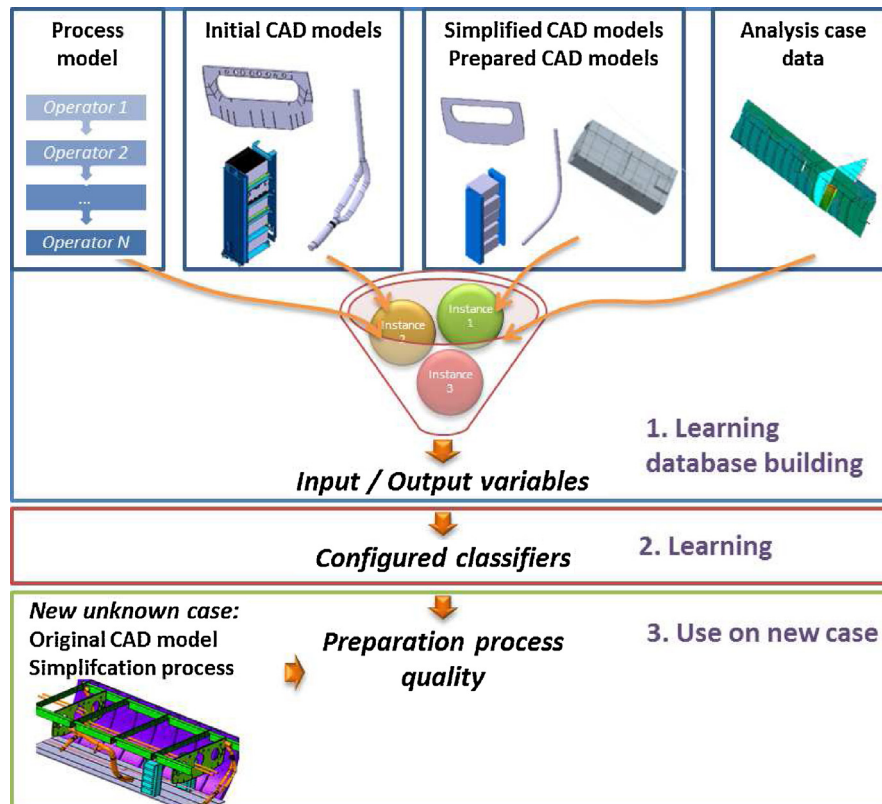 Process
model
Operator 1
Operator 2
...
Operator N
Initial CAD models
Simplified CAD models
Prepared CAD models
Analysis case
data
Instance
1
Instance
2
Instance
3
1. Learning
database building
Input / Output variables
Configured classifiers
2. Learning
New unknown case:
Original CAD model
Simplifcation process
Preparation process
quality
3. Use on new case